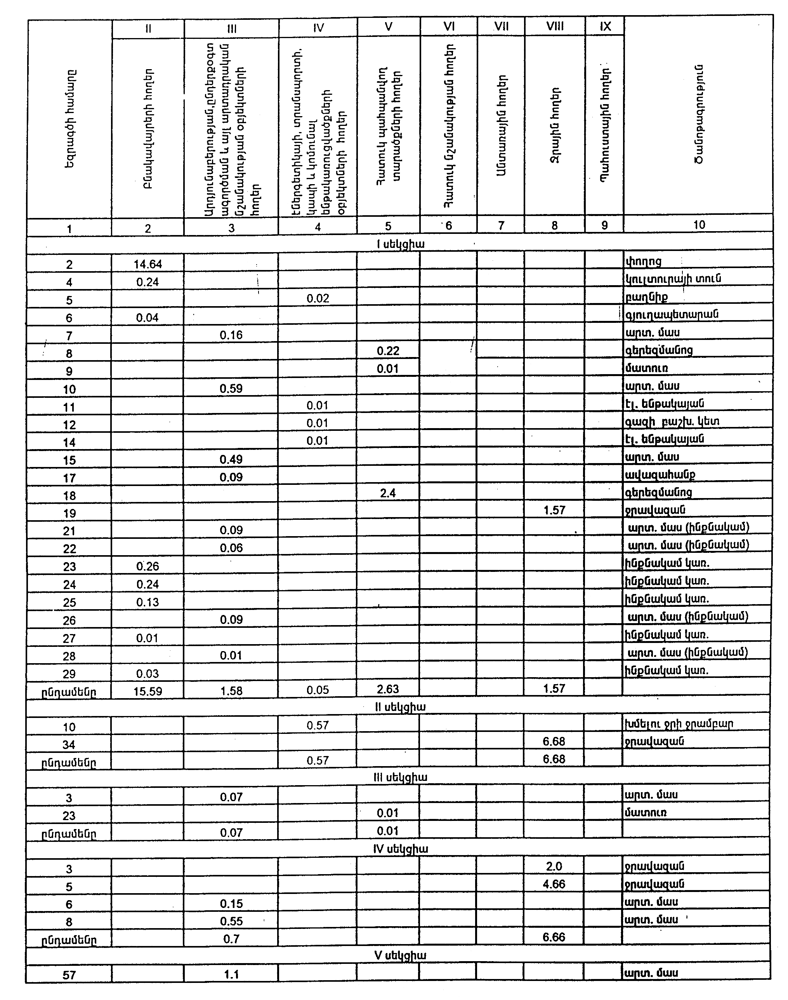 II III IV V VI VII VIII IX
Եզրագծի համարը
Բնակավայրերի հողեր
Արդյունաբերության,ընդերքօգտագործման և այլ արտադրական նշանակության օբյեկտների հողեր
Էներգետիկայի, տրանսպորտի,
կապի և կոմունալ
ենթակառուցվածքների
օբյեկտների հողեր
Հատուկ պահպանվող
տարածքների հողեր
Հատուկ նշանակության հողեր
Անտառային հողեր
Ջրային հողեր
Պահուստային հողեր
Ծանոթագրություն
1 2 3 4 5 6 7 8 9 10
I սեկցիա
2 14.64 փողոց
4 0.24 կուլտուրայի տուն
5 0.02 բաղնիք
6 0.04 գյուղապետարան
7 0.16 արտ. մաս
8 0.22 գերեզմանոց
9 0.01 մատուռ
10 0.59 արտ. մաս
11 0.01 էլ. ենթակայան
12 0.01 գազի բաշխ. կետ
14 0.01 էլ. ենթակայան
15 0.49 արտ. մաս
17 0.09 ավազահանք
18 2.4 գերեզմանոց
19 1.57 ջրավազան
21 0.09 արտ. մաս (ինքնակամ)
22 0.06 արտ. մաս (ինքնակամ)
23 0.26 ինքնակամ կառ.
24 0.24 ինքնակամ կառ.
25 0.13 ինքնակամ կառ.
26 0.09 արտ. մաս (ինքնակամ)
27 0.01 ինքնակամ կառ.
28 0.01 արտ. մաս (ինքնակամ)
29 0.03 ինքնակամ կառ.
ընդամենը 15.59 1.58 0.05 2.63 1.57
II սեկցիա
10 0.57 խմելու ջրի ջրամբար
34 6.68 ջրավազան
ընդամենը 0.57 6.68
III սեկցիա
3 0.07 արտ. մաս
23 0.01 մատուռ
ընդամենը 0.07 0.01
IV սեկցիա
3 2.0 ջրավազան
5 4.66 ջրավազան
6 0.15 արտ. մաս
8 0.55 արտ. մաս
ընդամենը 0.7 6.66
V սեկցիա
57 1.1 արտ. մաս